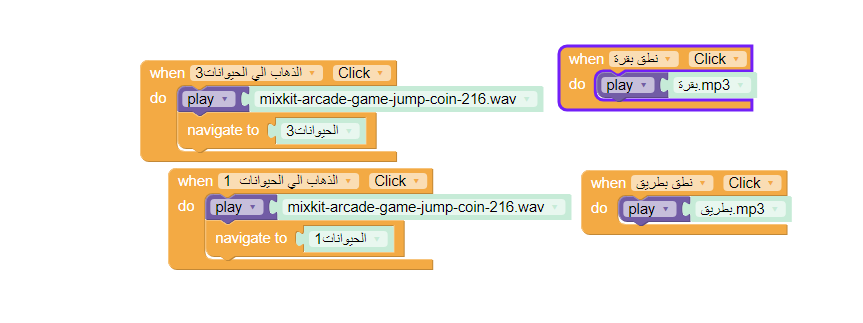 when الذهاب الي الحيوانات3 Click
do play mixkit-arcade-game-jump-coin-216.wav
navigate to الحيوانات3
when نطق بقرة Click
do play بقرة.mp3
when الذهاب الي الحيوانات 1 Click
do play mixkit-arcade-game-jump-coin-216.wav
navigate to الحيوانات1
when نطق بطريق Click
do play بطريق.mp3